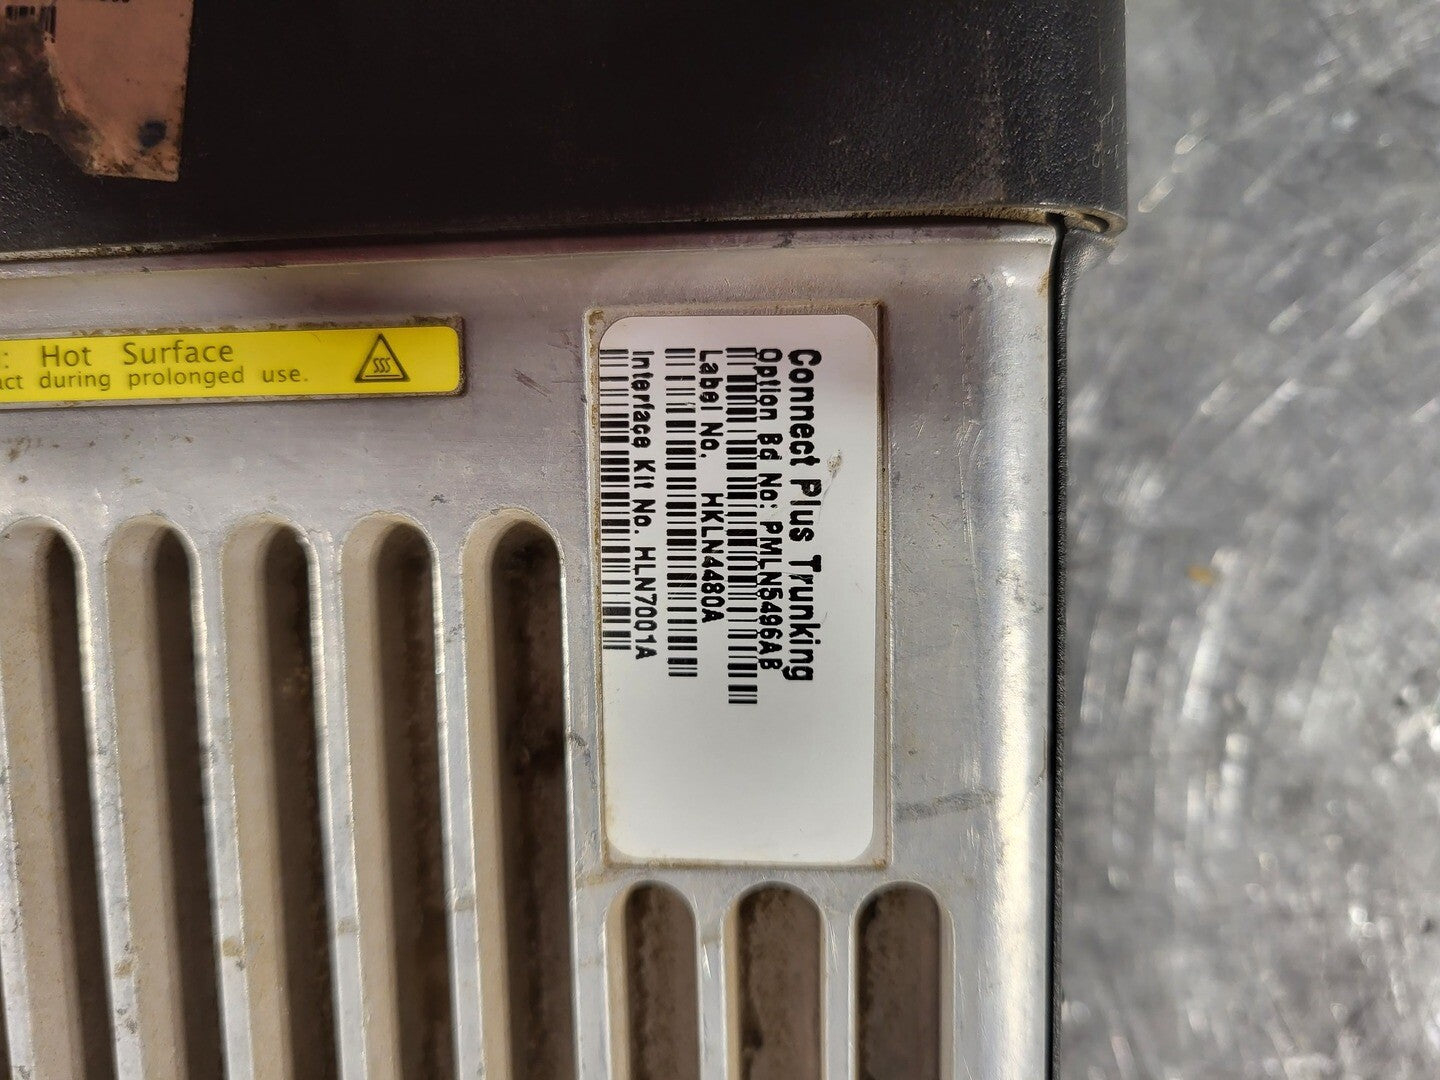 : Hot Surface
act during prolonged use.
Connect Plus Trunking
Option Bd No: PMLN5496AB
Label No. HKLN4480A
Interface Kit No. HLN7001A